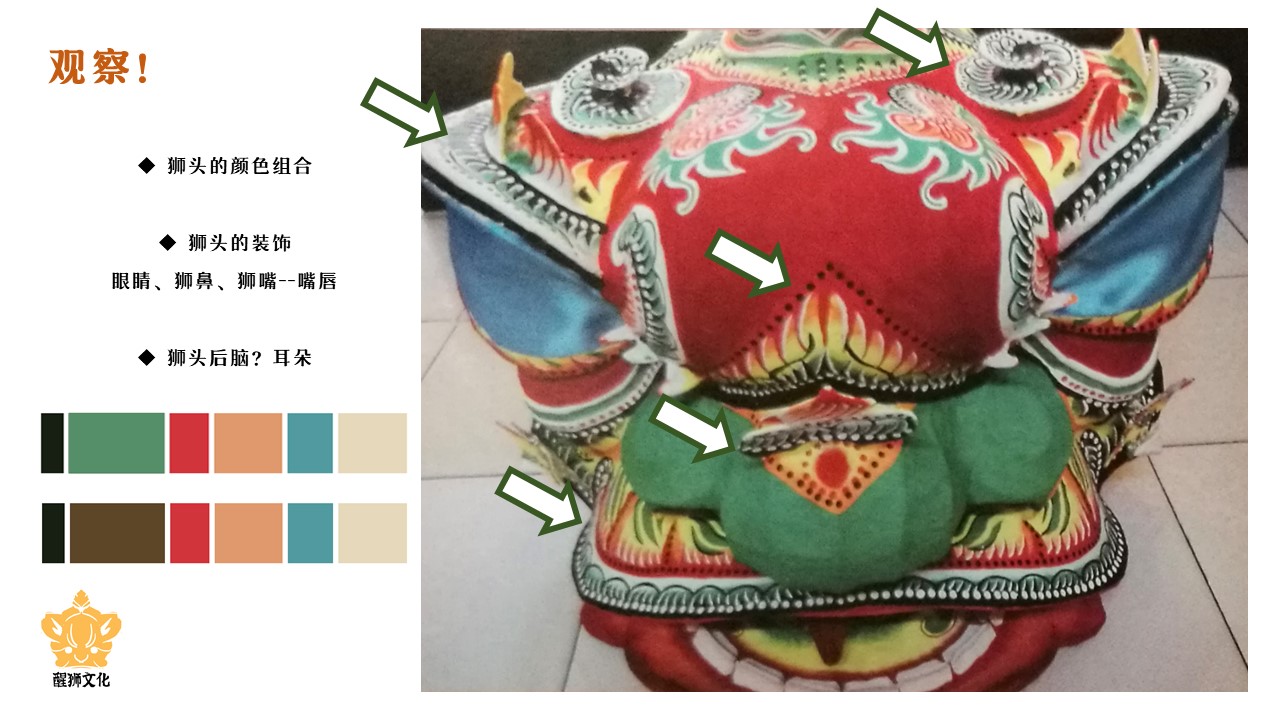 观察！
◆ 狮头的颜色组合
◆ 狮头的装饰
眼睛、狮鼻、狮嘴--嘴唇
◆ 狮头后脑？耳朵
醒狮文化